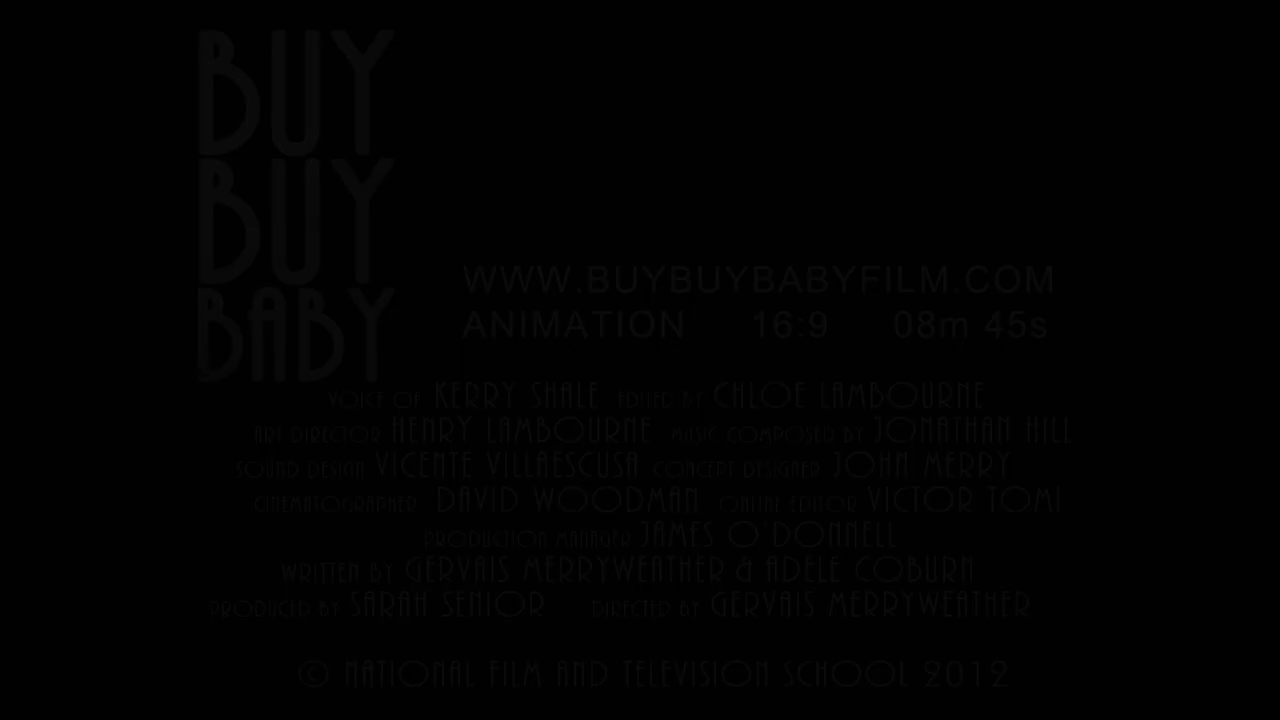 BUY
BUY
BABY
WWW.BUYBUYBABYFILM.COM
ANIMATION 16:9 08m 45s
VOICE OF KERRY SHALE EDITED BY CHLOE LAMBOURNE
ART DIRECTOR HENRY LAMBOURNE MUSIC COMPOSED BY JONATHAN HILL
SOUND DESIGN VICENTE VILLAESCUSA CONCEPT DESIGNER JOHN MERRY
CINEMATOGRAPHER DAVID WOODMAN ONLINE EDITOR VICTOR TOMI
PRODUCTION MANAGER JAMES O'DONNELL
WRITTEN BY GERVAIS MERRYWEATHER & ADELE COBURN
PRODUCED BY SARAH SENIOR DIRECTED BY GERVAIS MERRYWEATHER
© NATIONAL FILM AND TELEVISION SCHOOL 2012